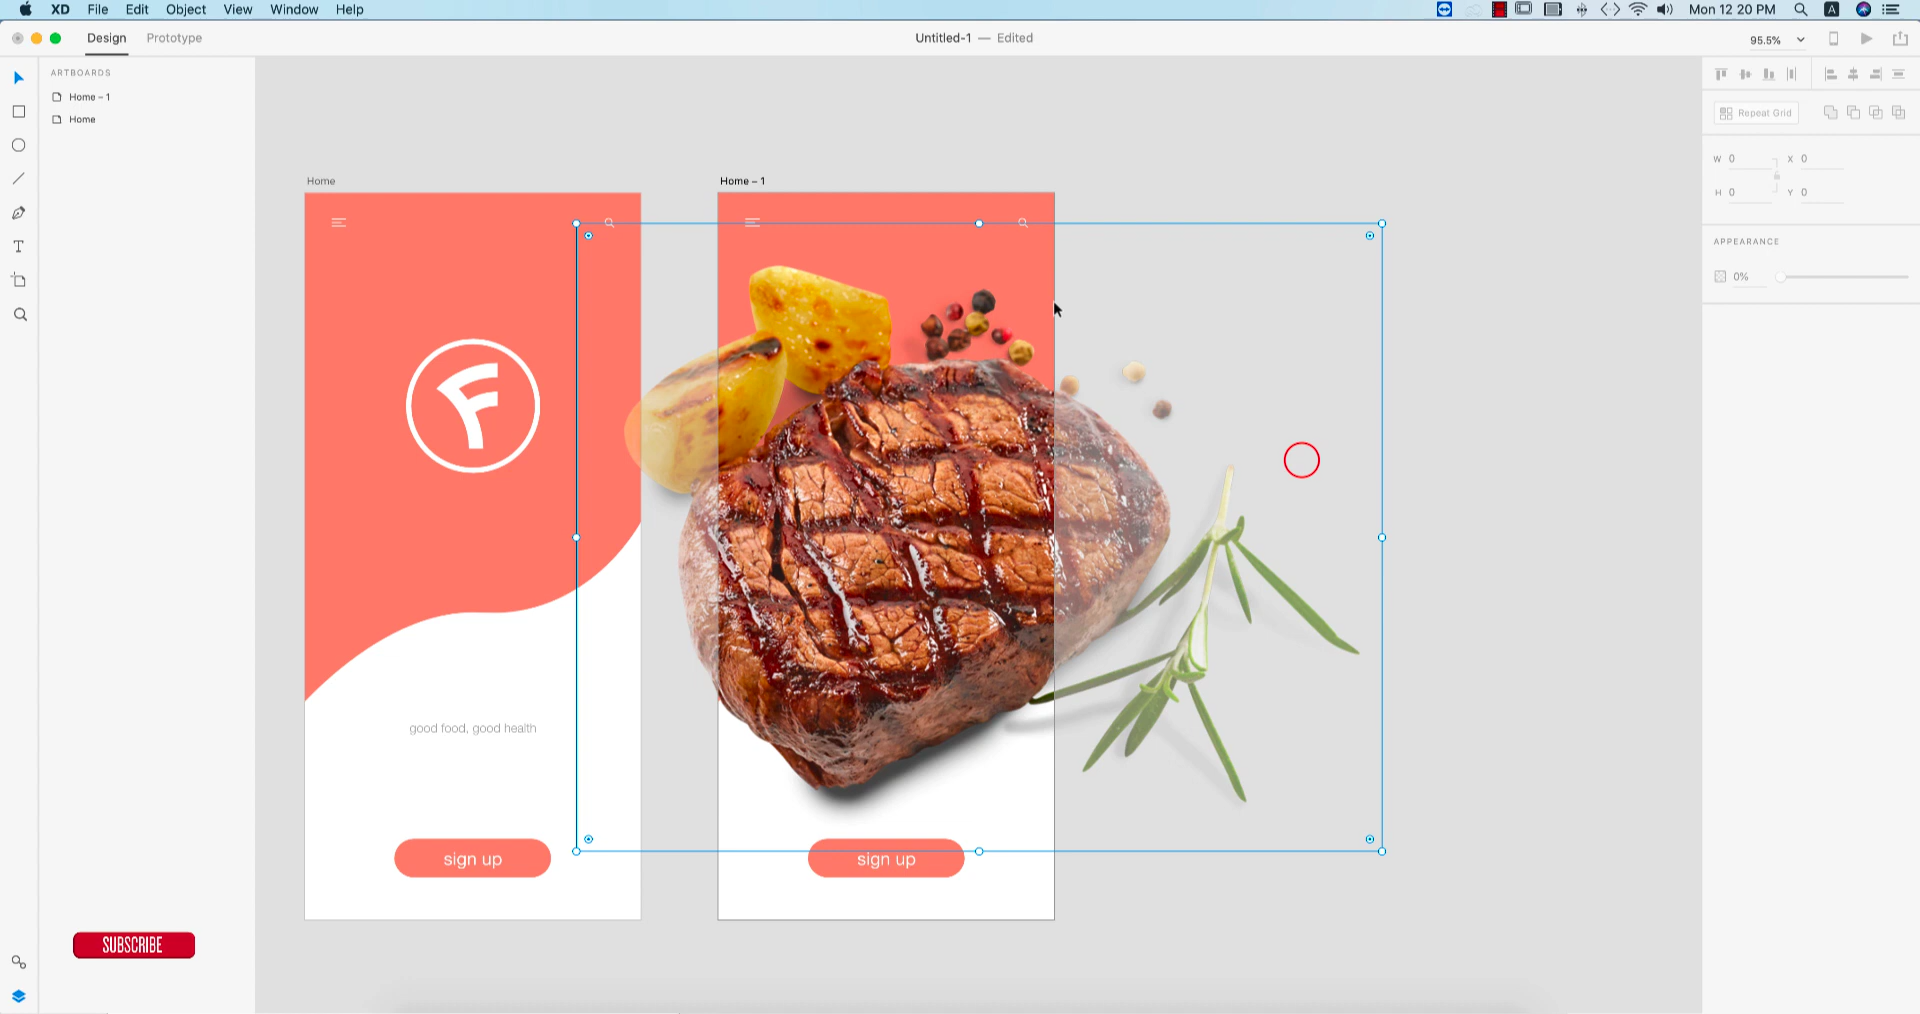 XD File Edit Object View Window Help
A
Mon 12 20 PM
Design Prototype
Untitled-1 — Edited
95.5%
ARTBOARDS
Home – 1
Home
Repeat Grid
W 0 X 0
H 0 Y 0
APPEARANCE
0%
Home
Home – 1
F
good food, good health
sign up
sign up
T
SUBSCRIBE